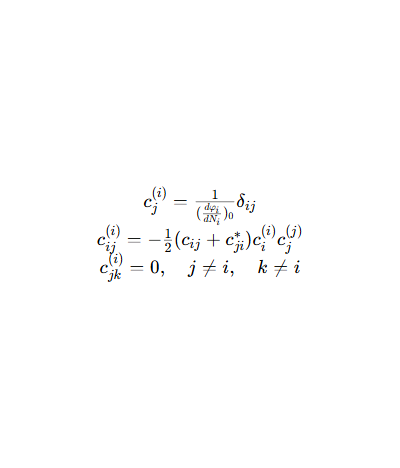 c_j^{(i)} = \frac{1}{(\frac{d\varphi_i}{dN_i})_0} \delta_{ij}
c_{ij}^{(i)} = -\frac{1}{2}(c_{ij} + c_{ji}^*)c_i^{(i)}c_j^{(j)}
c_{jk}^{(i)} = 0, \quad j \neq i, \quad k \neq i